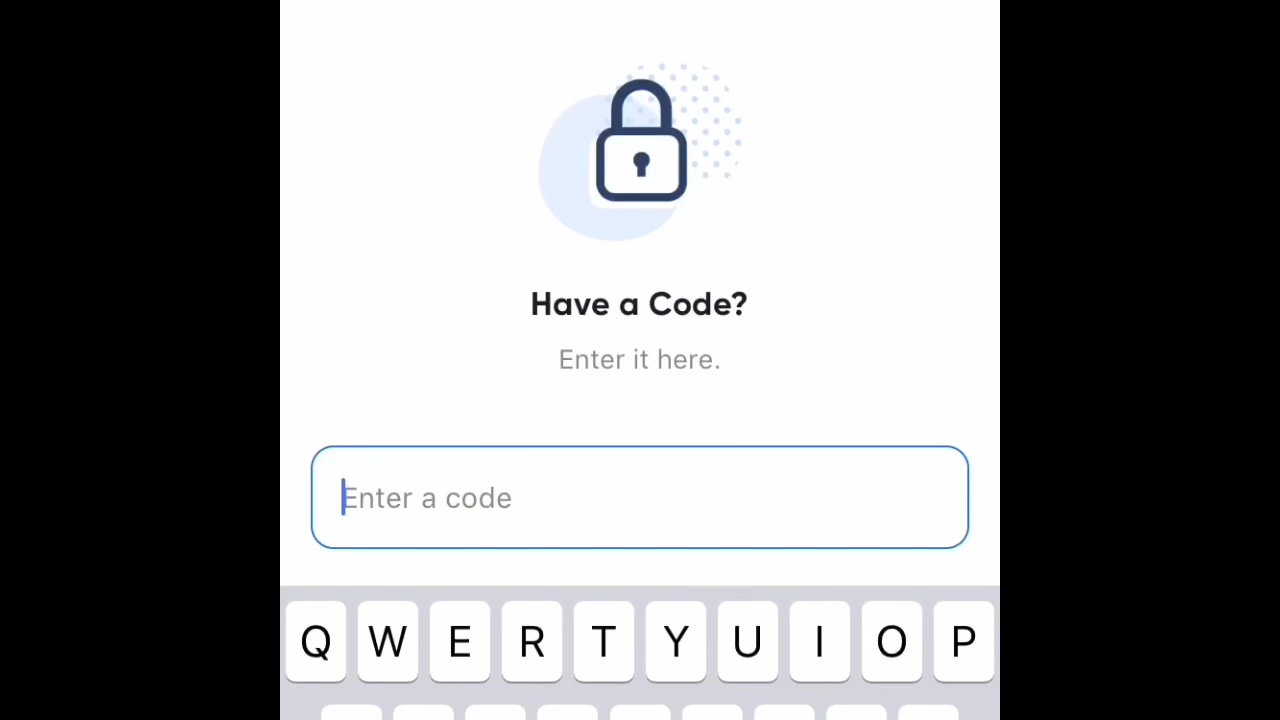 Have a Code?
Enter it here.
Enter a code
Q W E R T Y U I O P